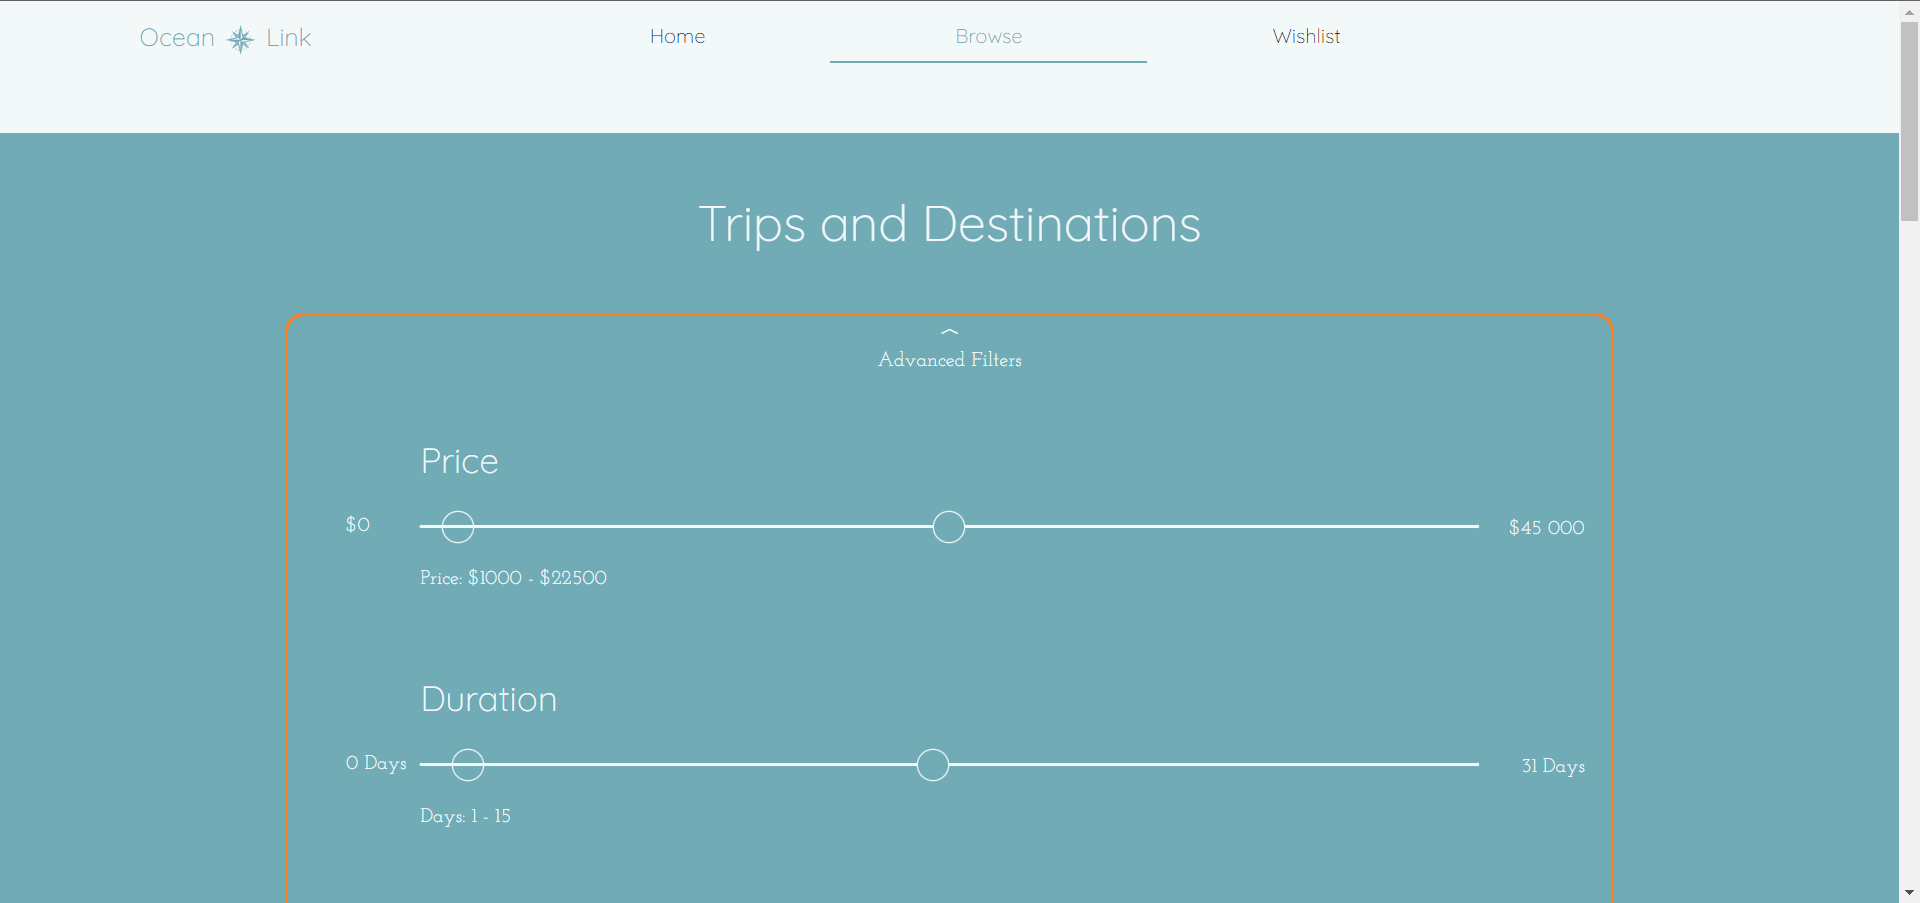 Ocean Link
Home
Browse
Wishlist
Trips and Destinations
Advanced Filters
Price
$0
$45 000
Price: $1000 - $22500
Duration
0 Days
31 Days
Days: 1 - 15